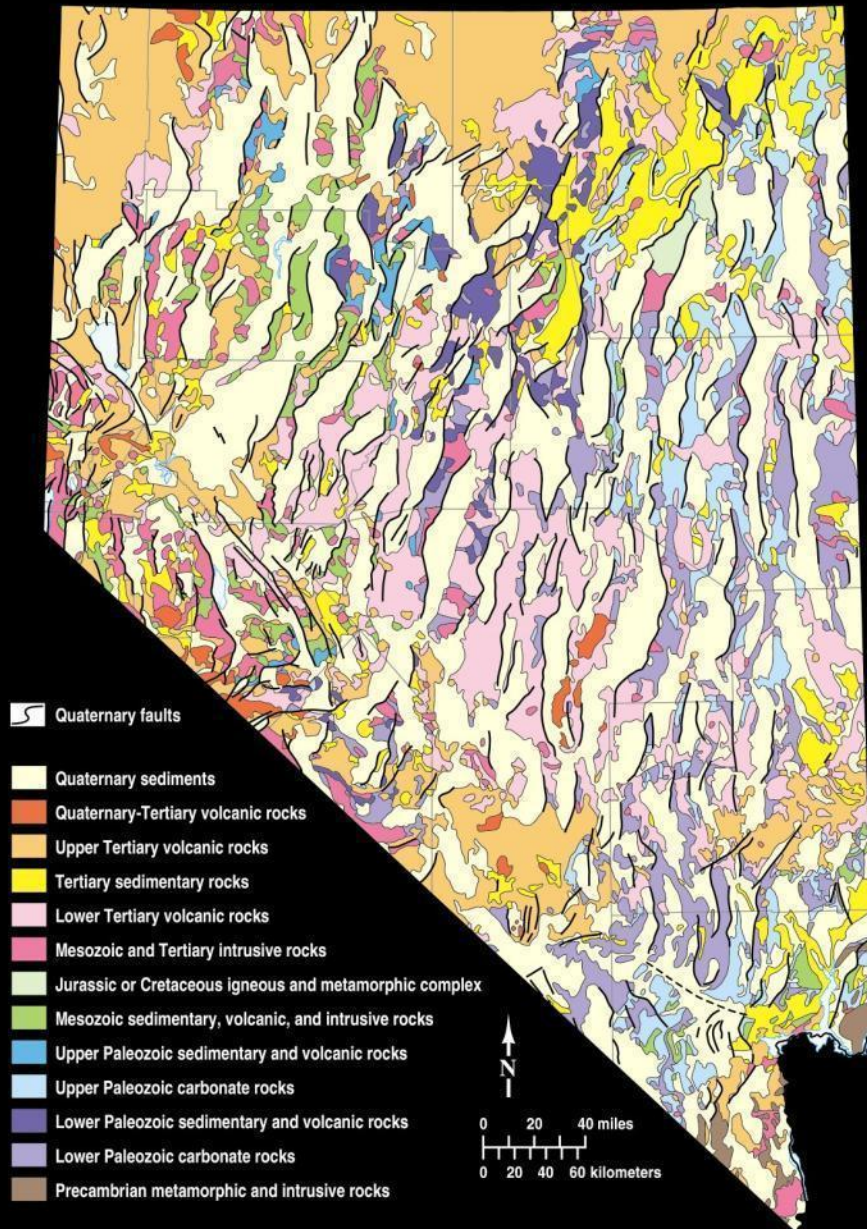 Quaternary faults
Quaternary sediments
Quaternary-Tertiary volcanic rocks
Upper Tertiary volcanic rocks
Tertiary sedimentary rocks
Lower Tertiary volcanic rocks
Mesozoic and Tertiary intrusive rocks
Jurassic or Cretaceous igneous and metamorphic complex
Mesozoic sedimentary, volcanic, and intrusive rocks
Upper Paleozoic sedimentary and volcanic rocks
Upper Paleozoic carbonate rocks
Lower Paleozoic sedimentary and volcanic rocks
Lower Paleozoic carbonate rocks
Precambrian metamorphic and intrusive rocks
N
0 20 40 miles
0 20 40 60 kilometers